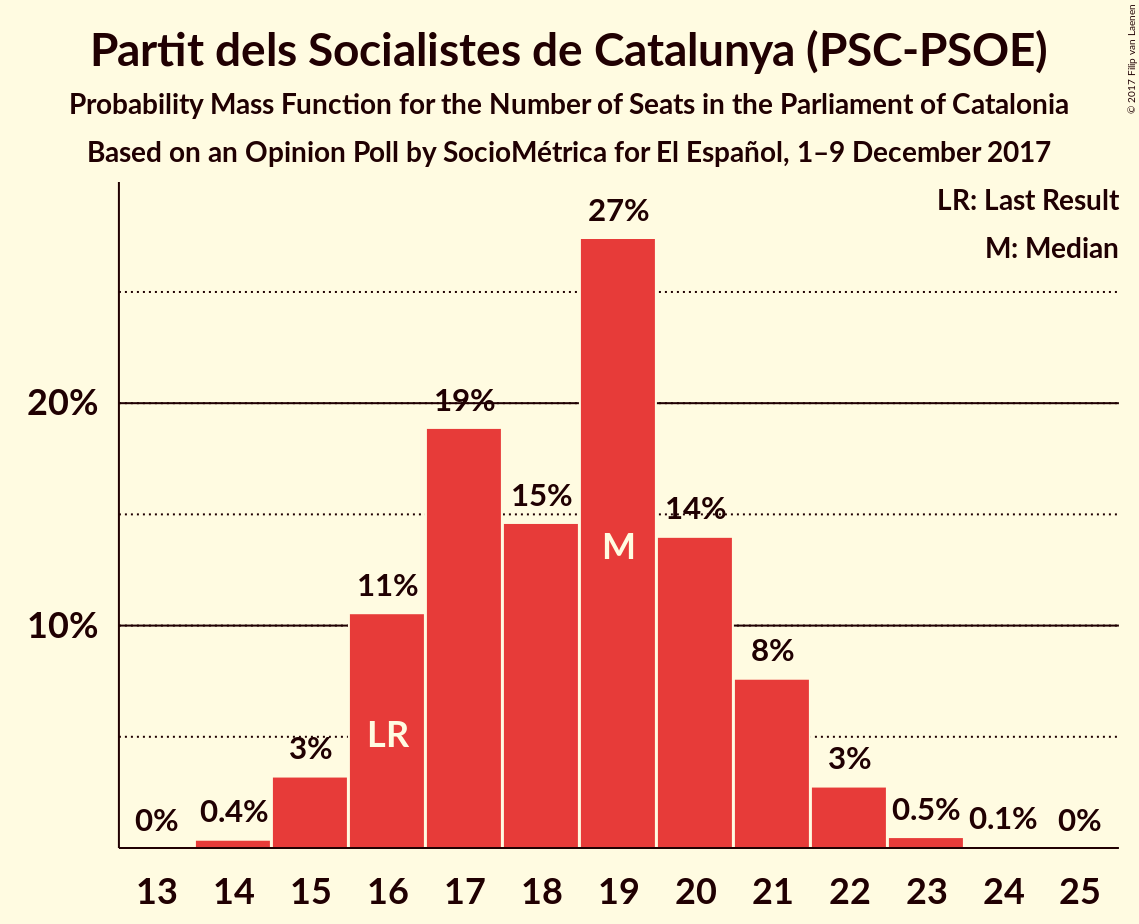 Partit dels Socialistes de Catalunya (PSC-PSOE)
Probability Mass Function for the Number of Seats in the Parliament of Catalonia
Based on an Opinion Poll by SocioMétrica for El Español, 1–9 December 2017
© 2017 Filip van Laenen
LR: Last Result
M: Median
20%
10%
0%
0.4%
3%
11%
19%
15%
27%
14%
8%
3%
0.5%
0.1%
0%
LR
M
13 14 15 16 17 18 19 20 21 22 23 24 25